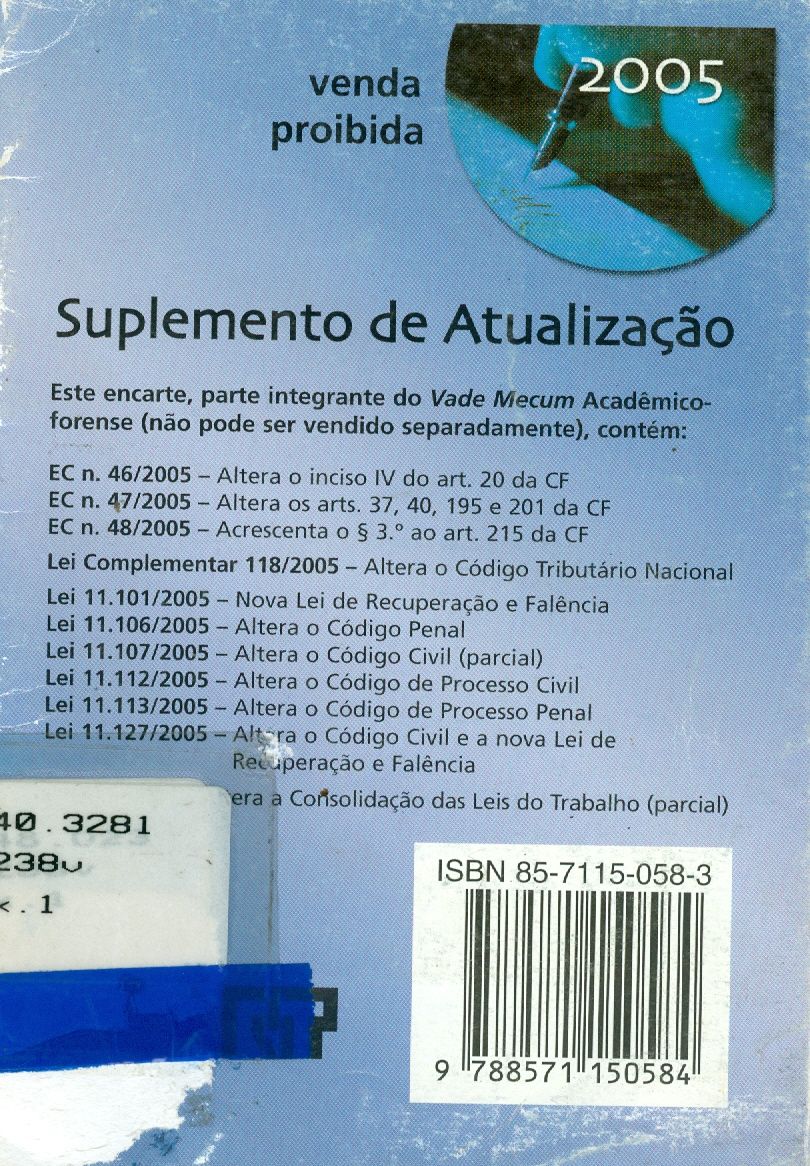 2005
venda
proibida
Suplemento de Atualização
Este encarte, parte integrante do Vade Mecum Acadêmico-
forense (não pode ser vendido separadamente), contém:
EC n. 46/2005 – Altera o inciso IV do art. 20 da CF
EC n. 47/2005 – Altera os arts. 37, 40, 195 e 201 da CF
EC n. 48/2005 – Acrescenta o § 3.º ao art. 215 da CF
Lei Complementar 118/2005 – Altera o Código Tributário Nacional
Lei 11.101/2005 – Nova Lei de Recuperação e Falência
Lei 11.106/2005 – Altera o Código Penal
Lei 11.107/2005 – Altera o Código Civil (parcial)
Lei 11.112/2005 – Altera o Código de Processo Civil
Lei 11.113/2005 – Altera o Código de Processo Penal
Lei 11.127/2005 – Altera o Código Civil e a nova Lei de
Recuperação e Falência
era a Consolidação das Leis do Trabalho (parcial)
40.3281
238v
. 1
ISBN 85-7115-058-3
9 788571 150584